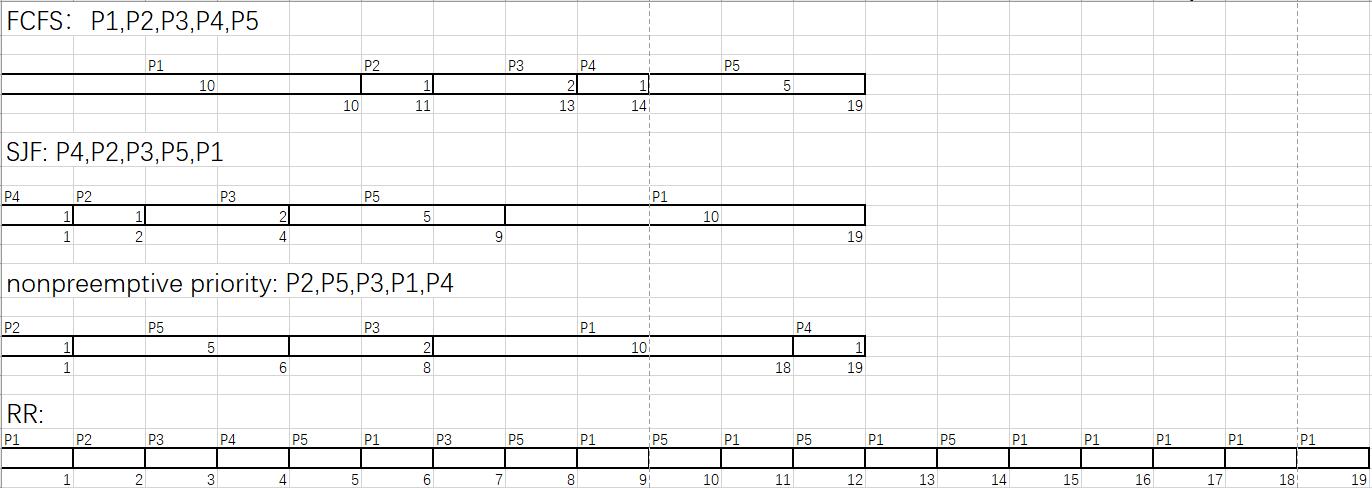 FCFS: P1,P2,P3,P4,P5
P1 P2 P3 P4 P5
10 1 2 1 5
10 11 13 14 19
SJF: P4,P2,P3,P5,P1
P4 P2 P3 P5 P1
1 1 2 5 10
1 2 4 9 19
nonpreemptive priority: P2,P5,P3,P1,P4
P2 P5 P3 P1 P4
1 5 2 10 1
1 6 8 18 19
RR:
P1 P2 P3 P4 P5 P1 P3 P5 P1 P5 P1 P5 P1 P5 P1 P1 P1 P1 P1
1 2 3 4 5 6 7 8 9 10 11 12 13 14 15 16 17 18 19